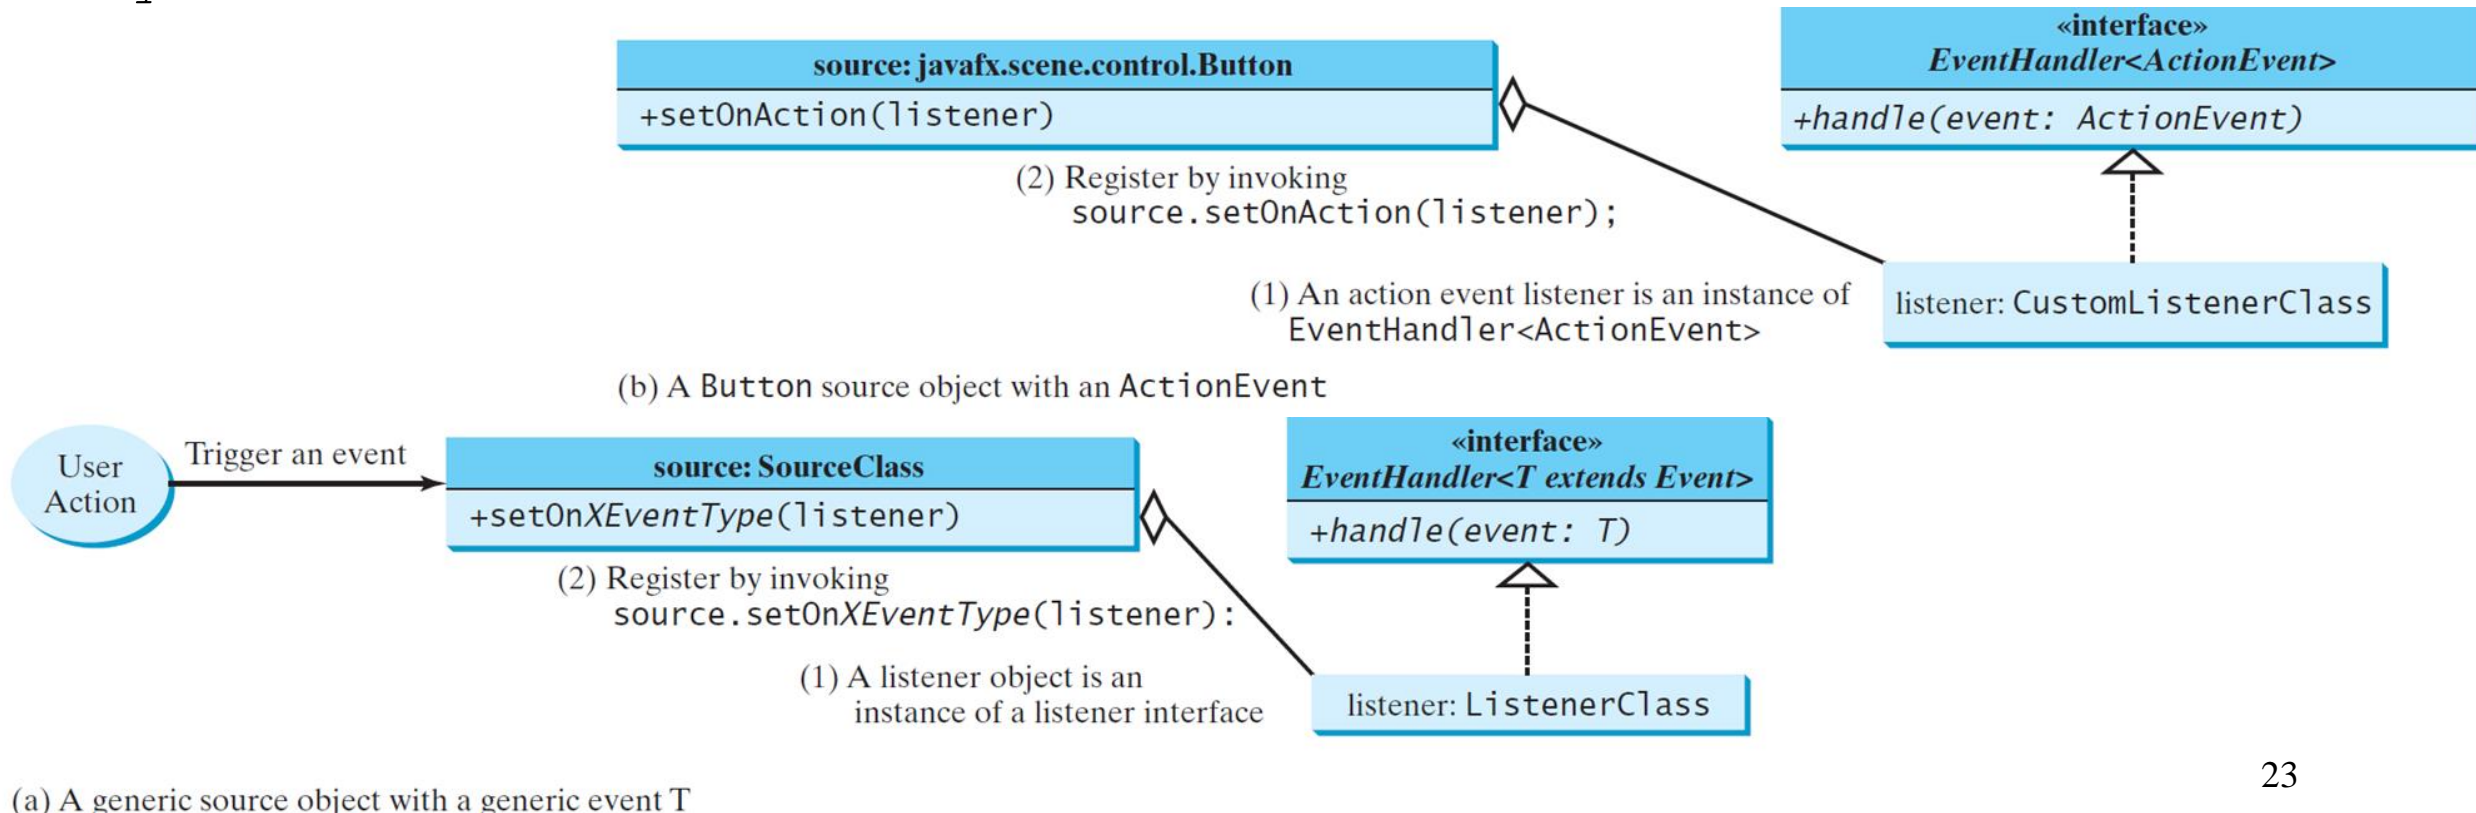 «interface»
source: javafx.scene.control.Button
EventHandler<ActionEvent>
+setOnAction(listener)
+handle(event: ActionEvent)
(2) Register by invoking
source.setOnAction(listener);
(1) An action event listener is an instance of
EventHandler<ActionEvent>
listener: CustomListenerClass
(b) A Button source object with an ActionEvent
User
Action
Trigger an event
source: SourceClass
+setOnXEventType(listener)
«interface»
EventHandler<T extends Event>
+handle(event: T)
(2) Register by invoking
source.setOnXEventType(listener):
(1) A listener object is an
instance of a listener interface
listener: ListenerClass
23
(a) A generic source object with a generic event T